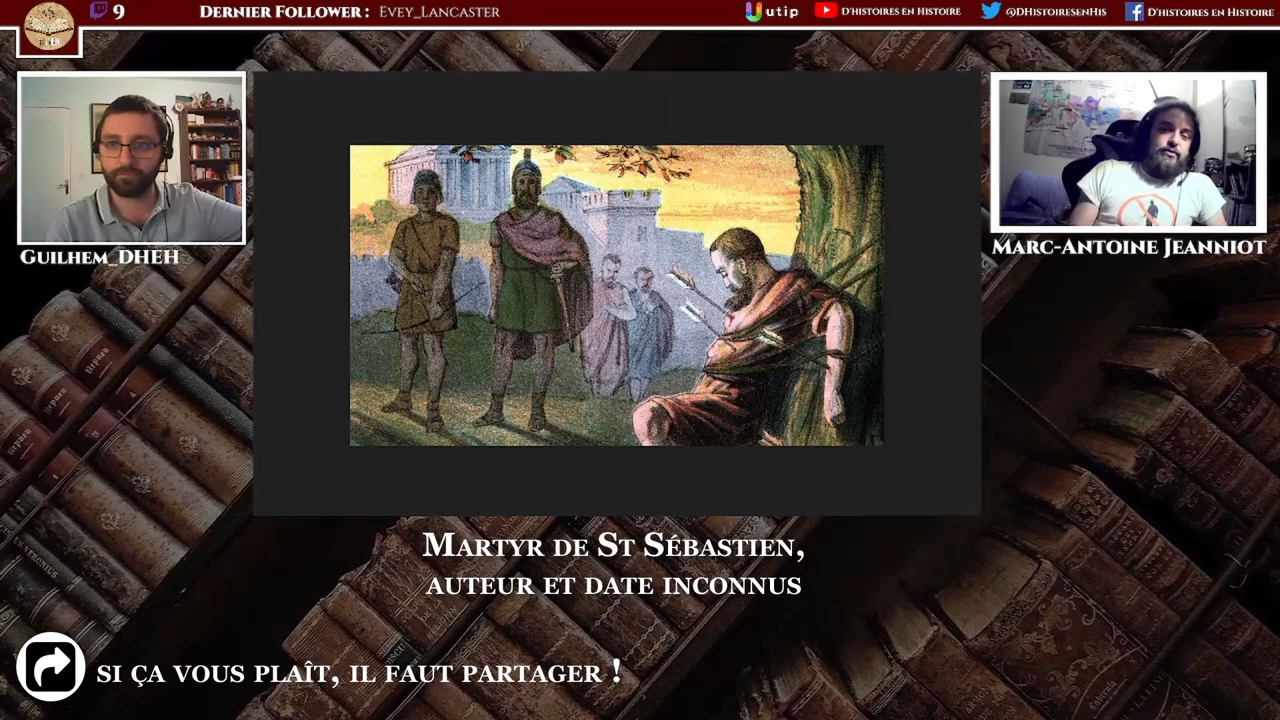 9
Dernier Follower : Evey_Lancaster
utip
D'histoires en Histoire
@DHistoiresenHis
D'histoires en Histoire
Guilhem_DHEH
Marc-Antoine Jeanniot
Martyr de St Sébastien,
auteur et date inconnus
si ça vous plaît, il faut partager !